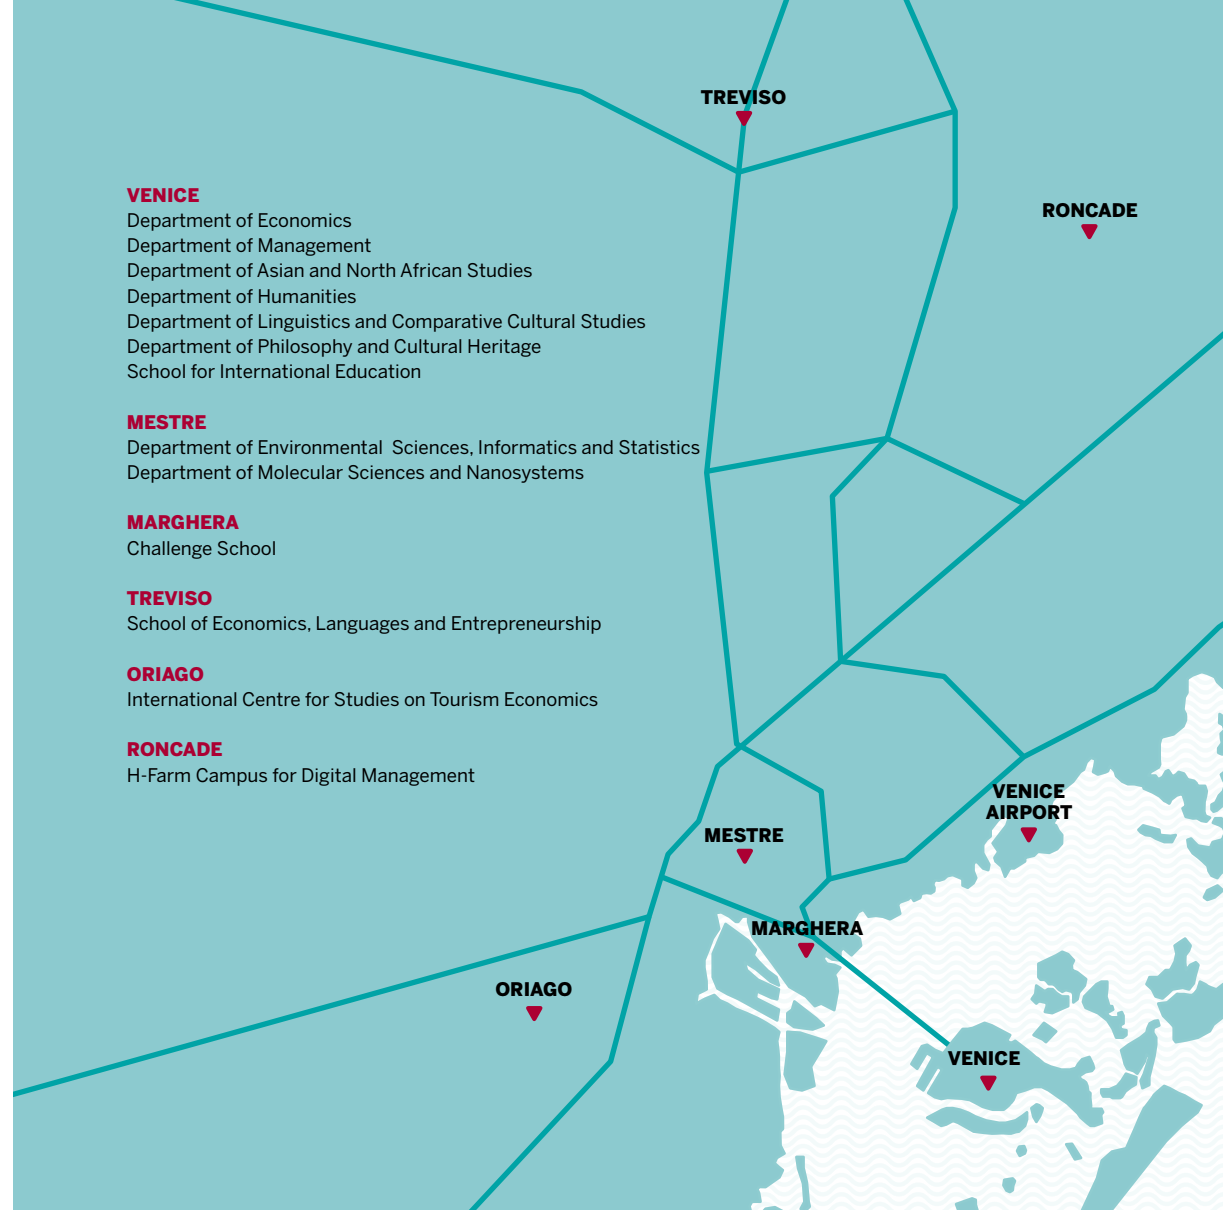 TREVISO
RONCADE
VENICE
Department of Economics
Department of Management
Department of Asian and North African Studies
Department of Humanities
Department of Linguistics and Comparative Cultural Studies
Department of Philosophy and Cultural Heritage
School for International Education
MESTRE
Department of Environmental  Sciences, Informatics and Statistics
Department of Molecular Sciences and Nanosystems
MARGHERA
Challenge School
TREVISO
School of Economics, Languages and Entrepreneurship
ORIAGO
International Centre for Studies on Tourism Economics
RONCADE
H-Farm Campus for Digital Management
VENICE
AIRPORT
MESTRE
MARGHERA
ORIAGO
VENICE